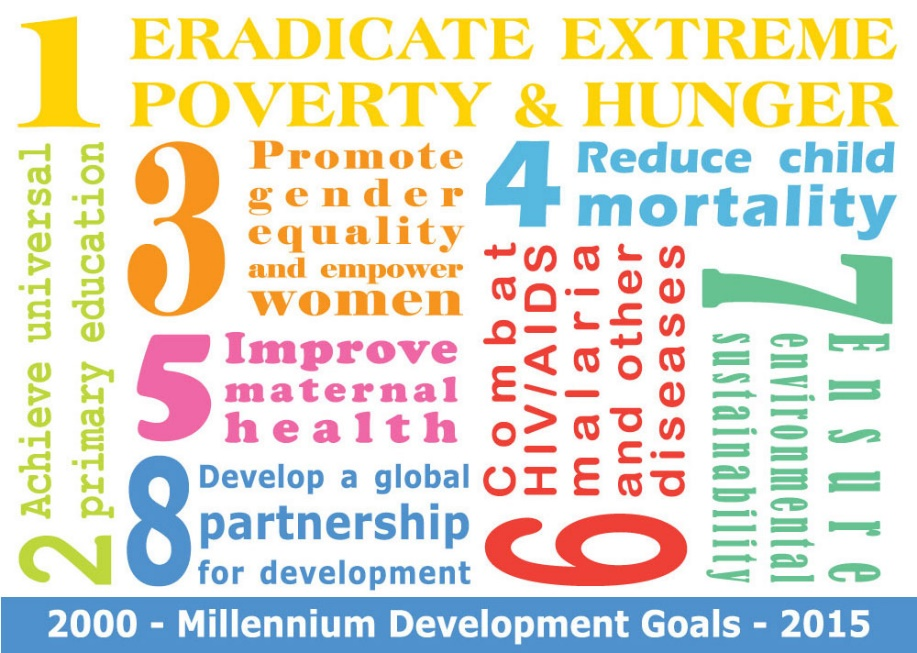 1 ERADICATE EXTREME
POVERTY & HUNGER
2 Achieve universal
primary education
3 Promote
gender
equality
and empower
women
4 Reduce child
mortality
5 Improve
maternal
health
6 Combat
HIV/AIDS
malaria
and othes
diseases
7 Ensure
environmental
sustainability
8 Develop a global
partnership
for development
2000 - Millennium Development Goals - 2015